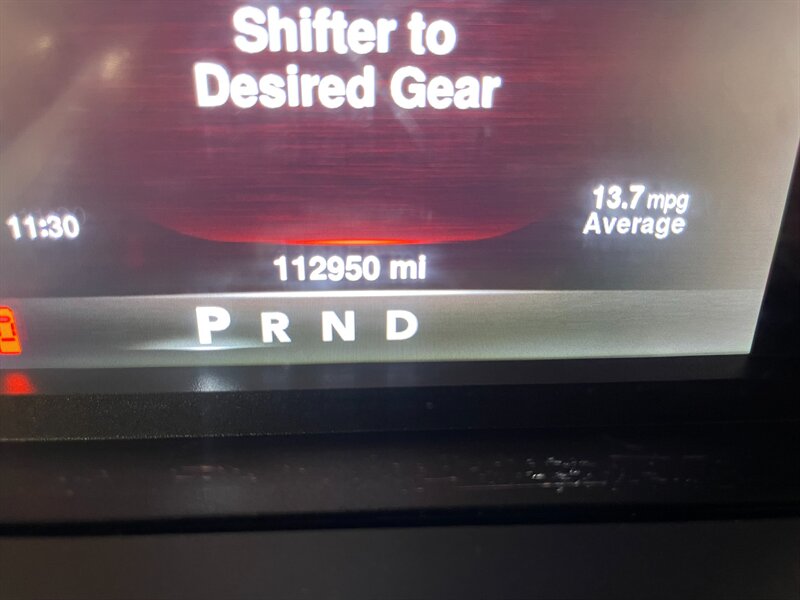 Shifter to
Desired Gear
11:30
13.7 mpg
Average
112950 mi
P R N D